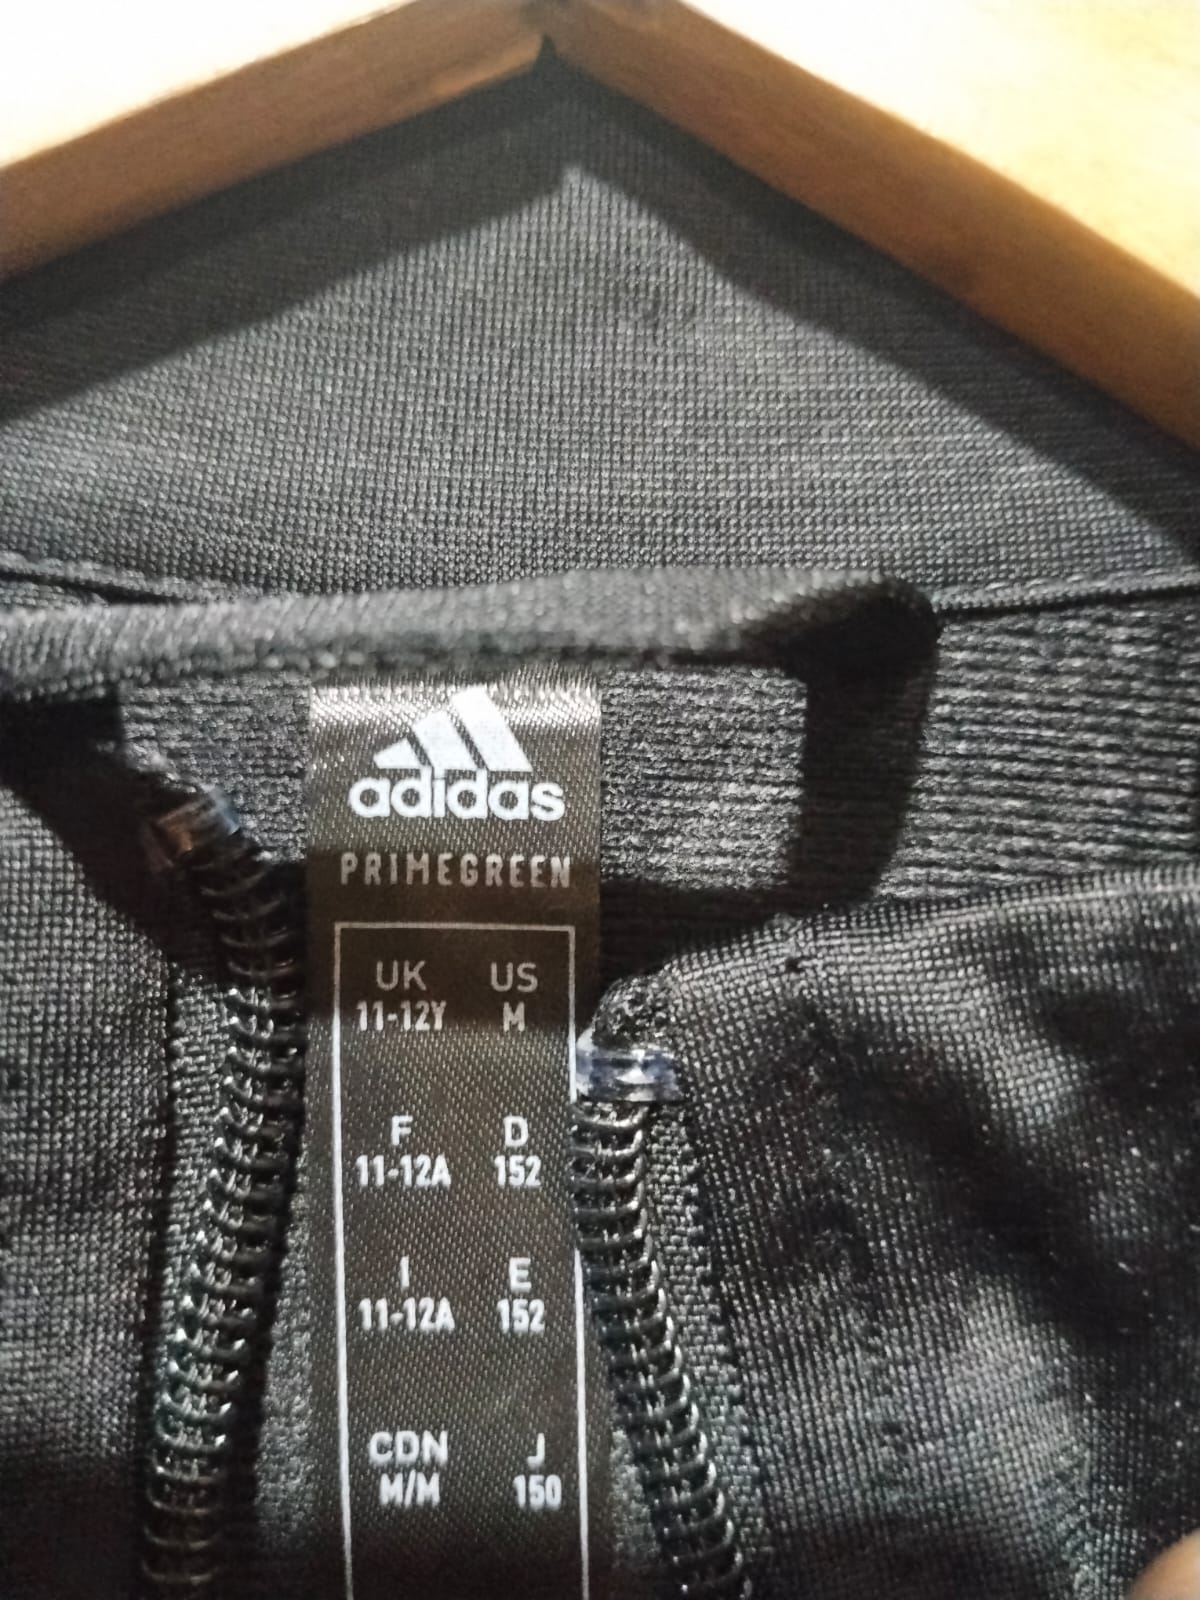 adidas
PRIMEGREEN
UK US
11-12Y M
F D
11-12A 152
I E
11-12A 152
CDN J
M/M 150